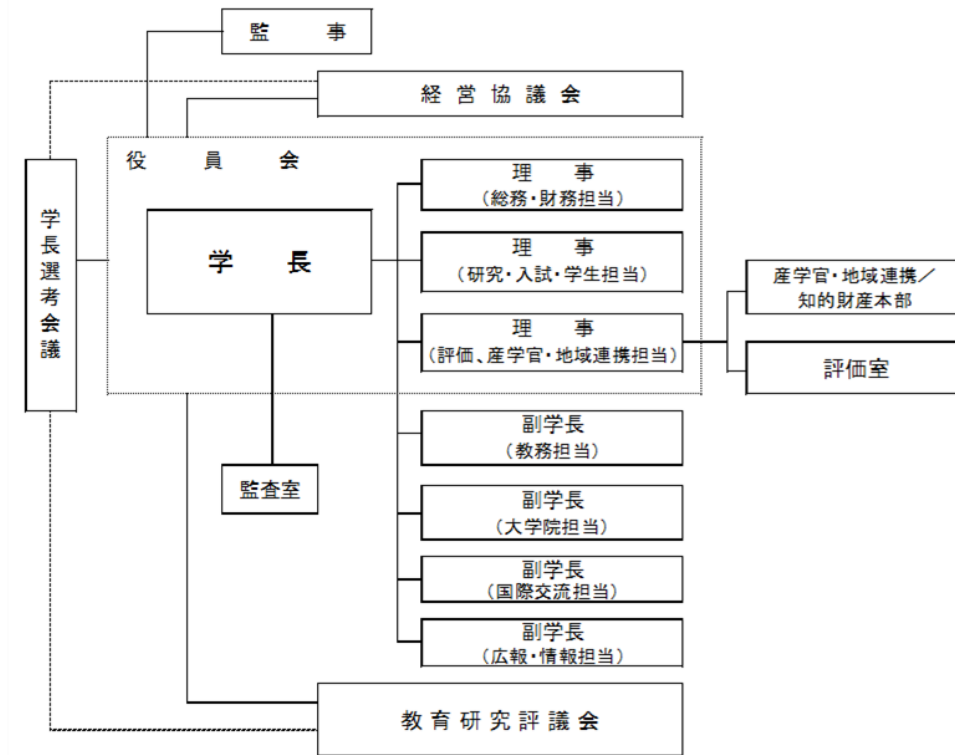 監事
経営協議会
役員会
学長選考会議
学長
理事
(総務・財務担当)
理事
(研究・入試・学生担当)
理事
(評価、産学官・地域連携担当)
産学官・地域連携/
知的財産本部
評価室
副学長
(教務担当)
監査室
副学長
(大学院担当)
副学長
(国際交流担当)
副学長
(広報・情報担当)
教育研究評議会